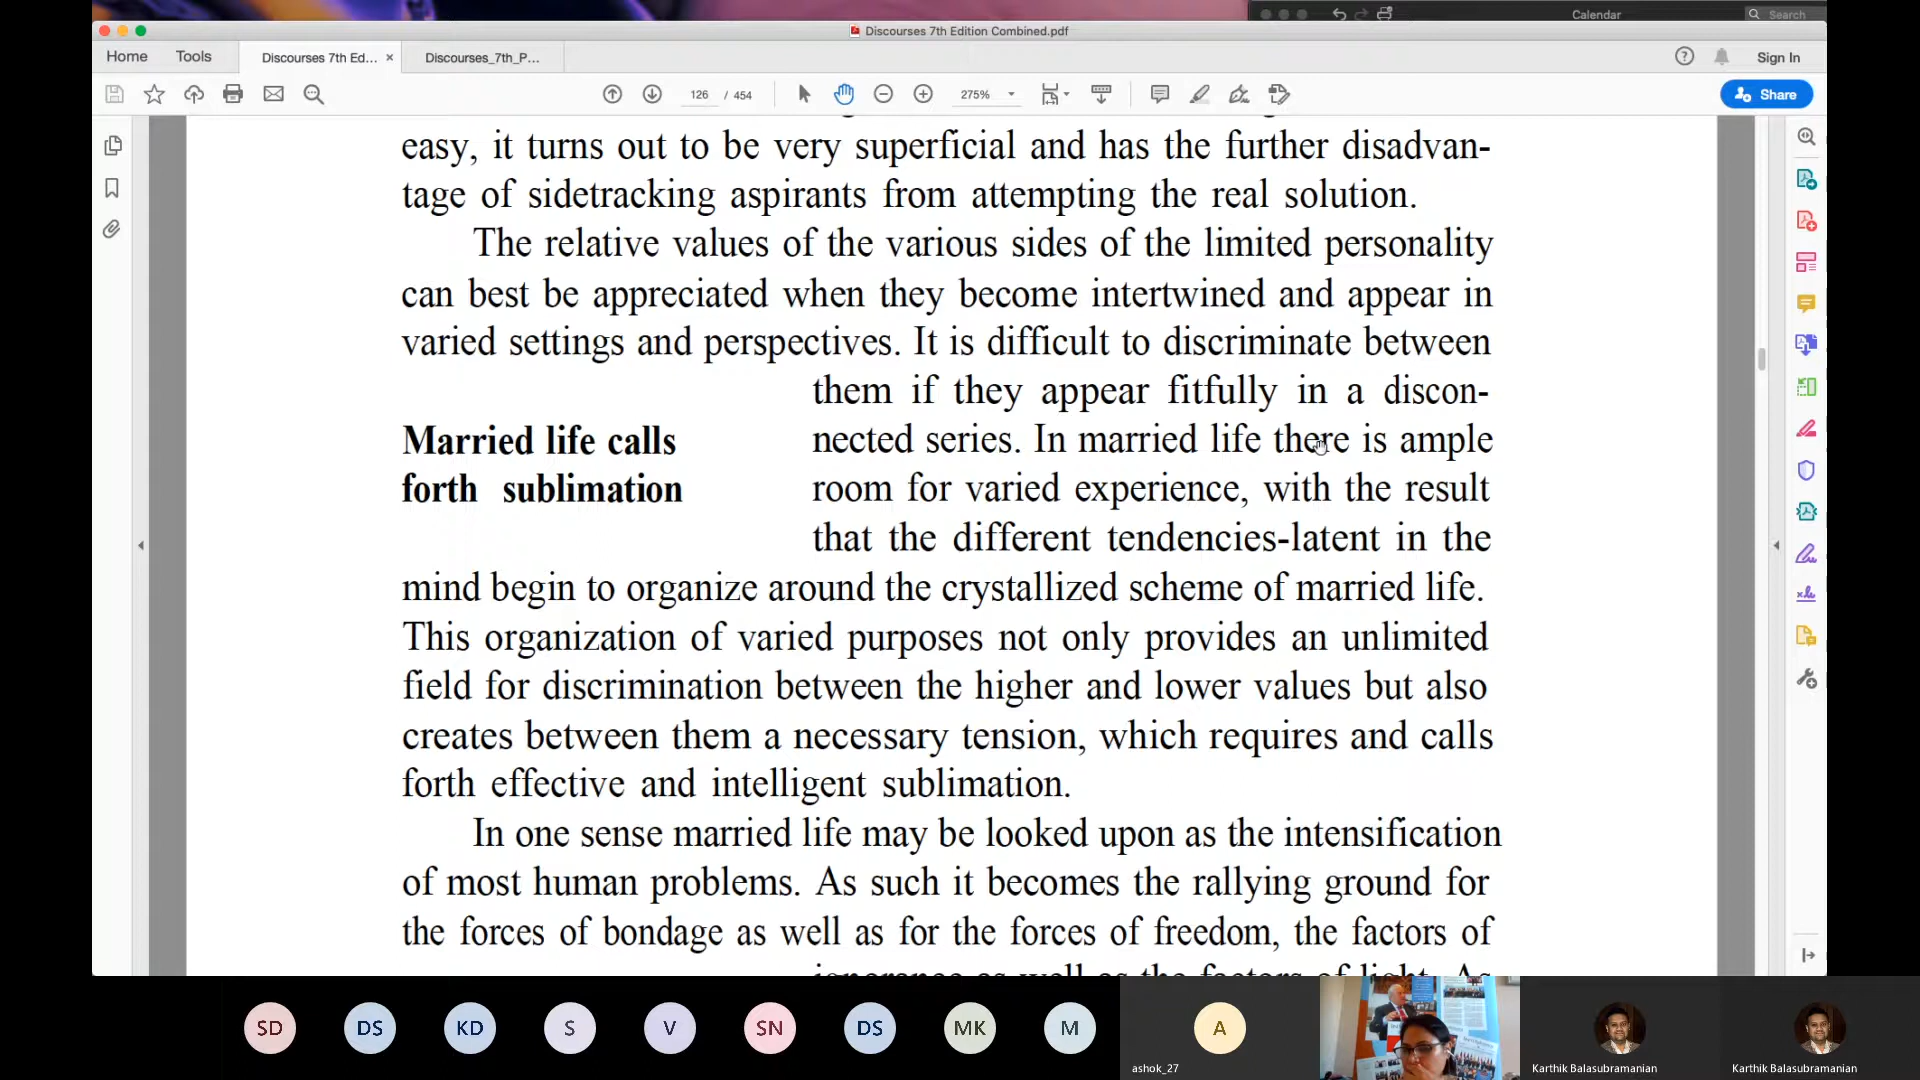 Calendar
Search
Discourses 7th Edition Combined.pdf
Home
Tools
Discourses 7th Ed...
Discourses_7th_P...
Sign In
126 / 454
275%
Share
easy, it turns out to be very superficial and has the further disadvan-
tage of sidetracking aspirants from attempting the real solution.
The relative values of the various sides of the limited personality
can best be appreciated when they become intertwined and appear in
varied settings and perspectives. It is difficult to discriminate between
them if they appear fitfully in a discon-
Married life calls
forth sublimation
nected series. In married life there is ample
room for varied experience, with the result
that the different tendencies-latent in the
mind begin to organize around the crystallized scheme of married life.
This organization of varied purposes not only provides an unlimited
field for discrimination between the higher and lower values but also
creates between them a necessary tension, which requires and calls
forth effective and intelligent sublimation.
In one sense married life may be looked upon as the intensification
of most human problems. As such it becomes the rallying ground for
the forces of bondage as well as for the forces of freedom, the factors of
ignorance as well as the factors of light. As
SD
DS
KD
S
V
SN
DS
MK
M
A
ashok_27
Karthik Balasubramanian
Karthik Balasubramanian